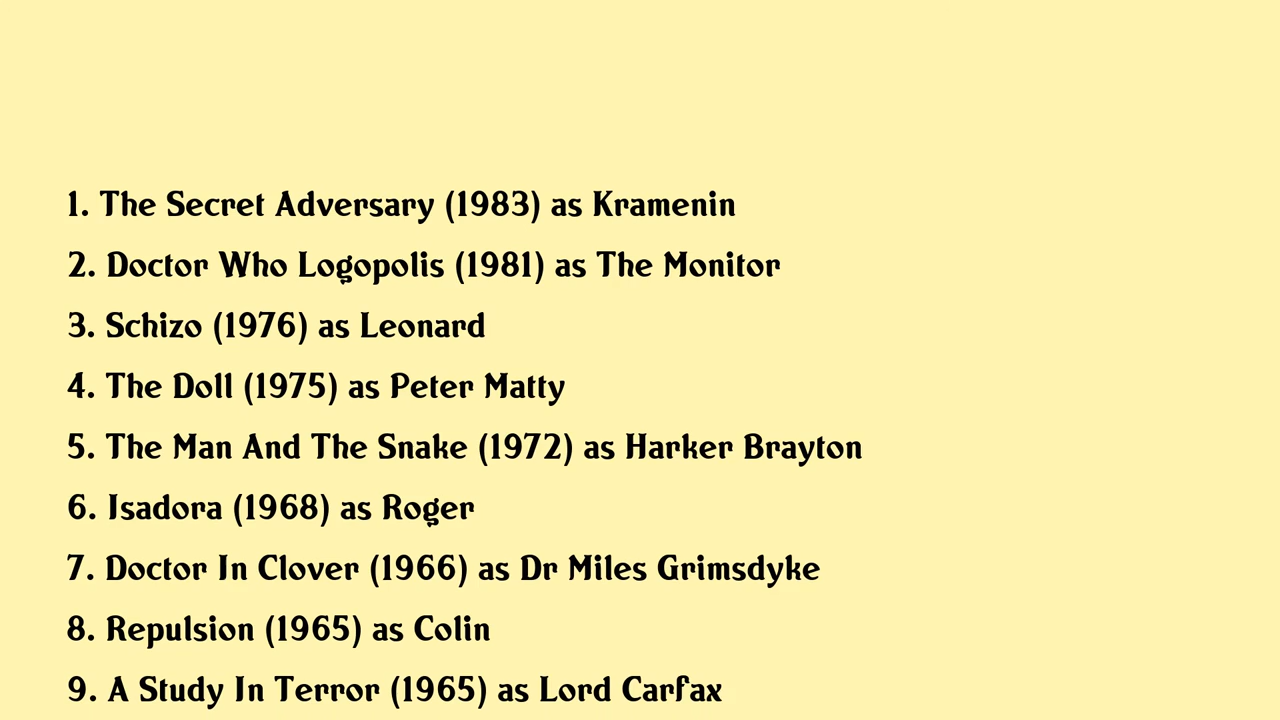 1. The Secret Adversary (1983) as Kramenin
2. Doctor Who Logopolis (1981) as The Monitor
3. Schizo (1976) as Leonard
4. The Doll (1975) as Peter Matty
5. The Man And The Snake (1972) as Harker Brayton
6. Isadora (1968) as Roger
7. Doctor In Clover (1966) as Dr Miles Grimsdyke
8. Repulsion (1965) as Colin
9. A Study In Terror (1965) as Lord Carfax